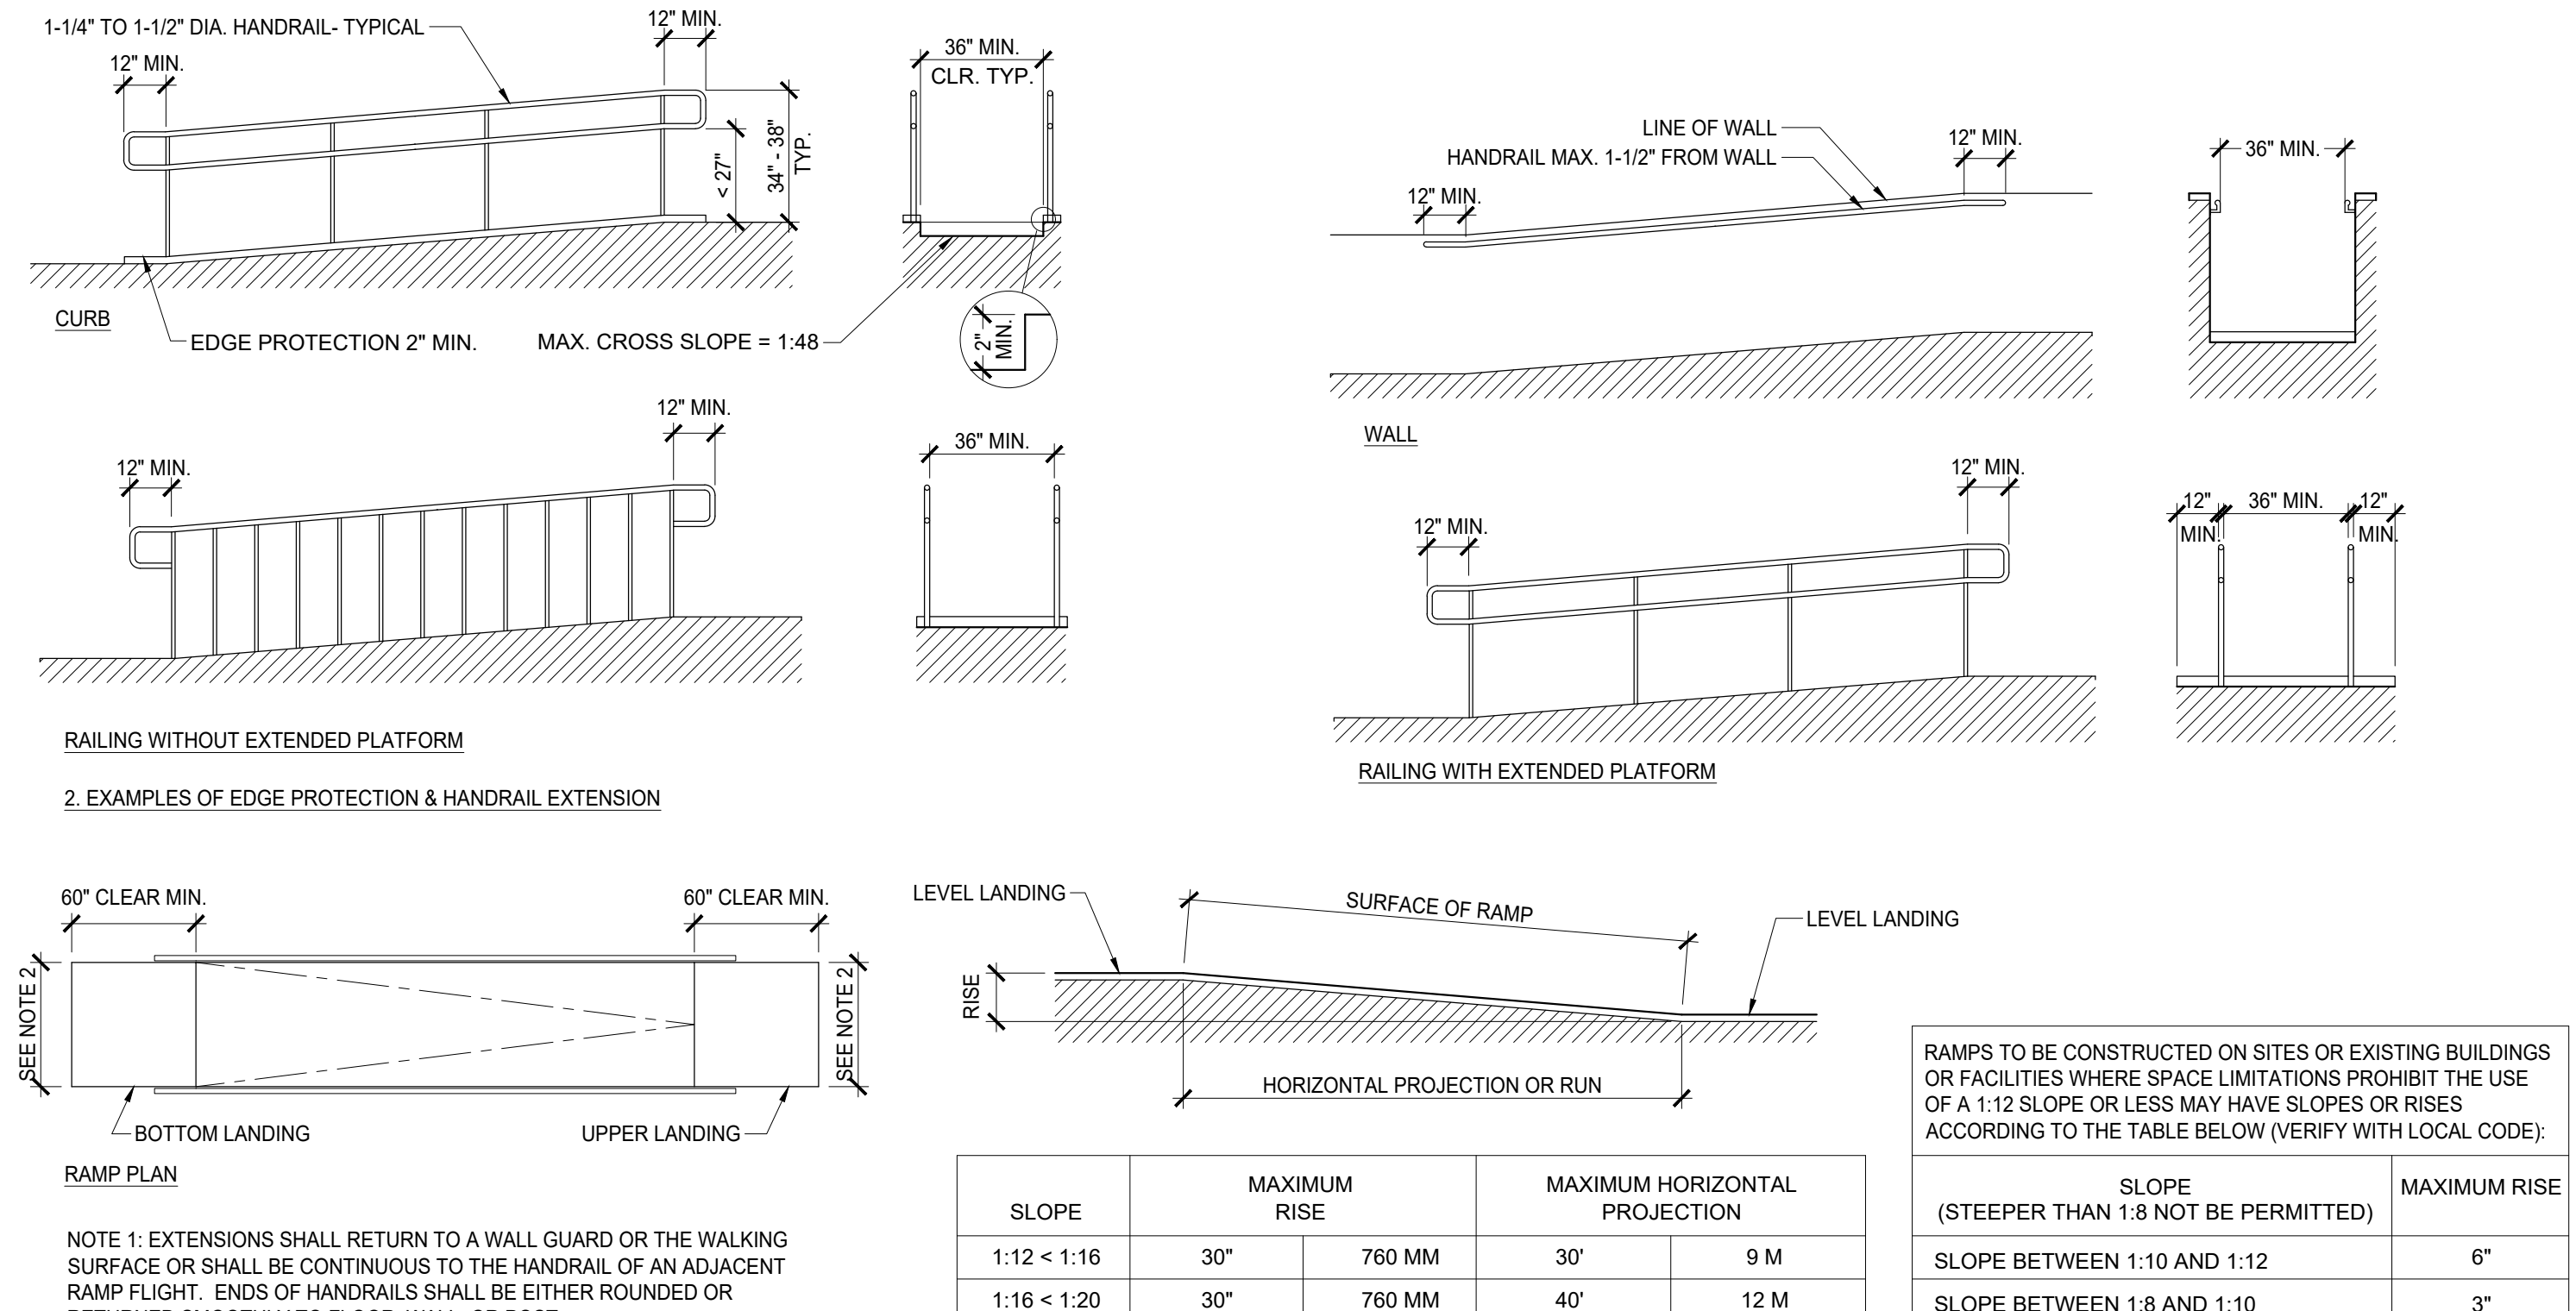 1-1/4" TO 1-1/2" DIA. HANDRAIL- TYPICAL
12" MIN.
12" MIN.
< 27"
34" - 38"
TYP.
CURB
EDGE PROTECTION 2" MIN.
36" MIN.
CLR. TYP.
MAX. CROSS SLOPE = 1:48
2"
MIN.
LINE OF WALL
HANDRAIL MAX. 1-1/2" FROM WALL
12" MIN.
12" MIN.
36" MIN.
WALL
12" MIN.
12" MIN.
36" MIN.
RAILING WITHOUT EXTENDED PLATFORM
2. EXAMPLES OF EDGE PROTECTION & HANDRAIL EXTENSION
12" MIN.
12" MIN.
12"
MIN.
36" MIN.
12"
MIN.
RAILING WITH EXTENDED PLATFORM
60" CLEAR MIN.
60" CLEAR MIN.
SEE NOTE 2
SEE NOTE 2
BOTTOM LANDING
UPPER LANDING
RAMP PLAN
LEVEL LANDING
SURFACE OF RAMP
LEVEL LANDING
RISE
HORIZONTAL PROJECTION OR RUN
NOTE 1: EXTENSIONS SHALL RETURN TO A WALL GUARD OR THE WALKING
SURFACE OR SHALL BE CONTINUOUS TO THE HANDRAIL OF AN ADJACENT
RAMP FLIGHT. ENDS OF HANDRAILS SHALL BE EITHER ROUNDED OR
SLOPE
MAXIMUM
RISE
MAXIMUM HORIZONTAL
PROJECTION
1:12 < 1:16 30" 760 MM 30' 9 M
1:16 < 1:20 30" 760 MM 40' 12 M
RAMPS TO BE CONSTRUCTED ON SITES OR EXISTING BUILDINGS
OR FACILITIES WHERE SPACE LIMITATIONS PROHIBIT THE USE
OF A 1:12 SLOPE OR LESS MAY HAVE SLOPES OR RISES
ACCORDING TO THE TABLE BELOW (VERIFY WITH LOCAL CODE):
SLOPE
(STEEPER THAN 1:8 NOT BE PERMITTED)
MAXIMUM RISE
SLOPE BETWEEN 1:10 AND 1:12 6"
SLOPE BETWEEN 1:8 AND 1:10 3"